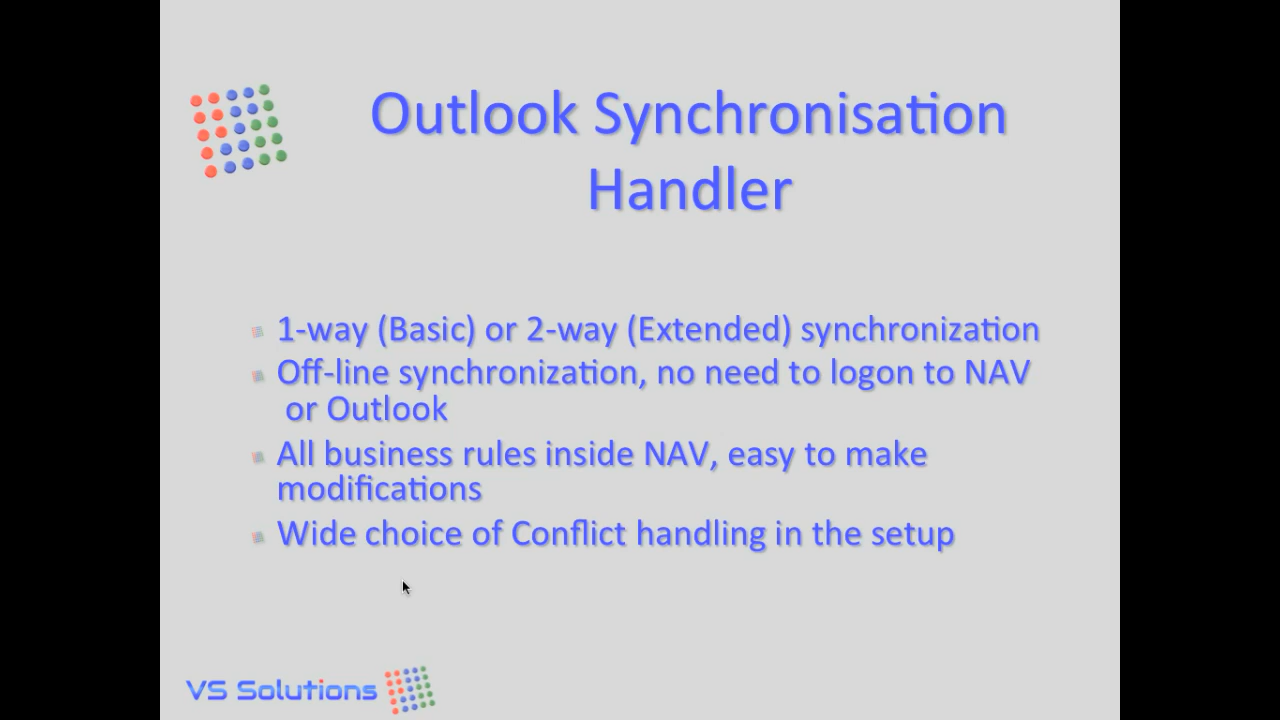 Outlook Synchronisation
Handler
1-way (Basic) or 2-way (Extended) synchronization
Off-line synchronization, no need to logon to NAV
or Outlook
All business rules inside NAV, easy to make
modifications
Wide choice of Conflict handling in the setup
VS Solutions